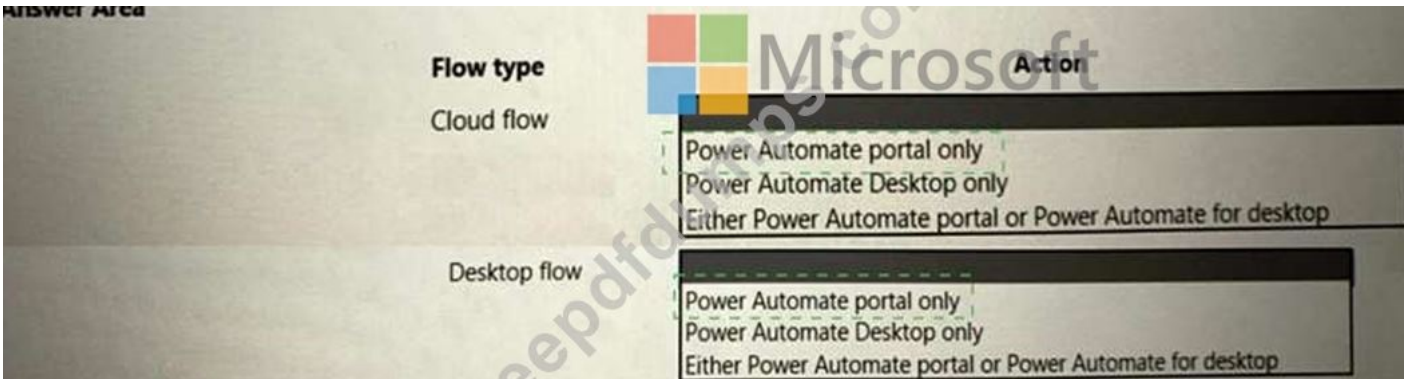 Answer Area
Flow type
Action
Microsoft
Cloud flow
Power Automate portal only
Power Automate Desktop only
Either Power Automate portal or Power Automate for desktop
Desktop flow
Power Automate portal only
Power Automate Desktop only
Either Power Automate portal or Power Automate for desktop